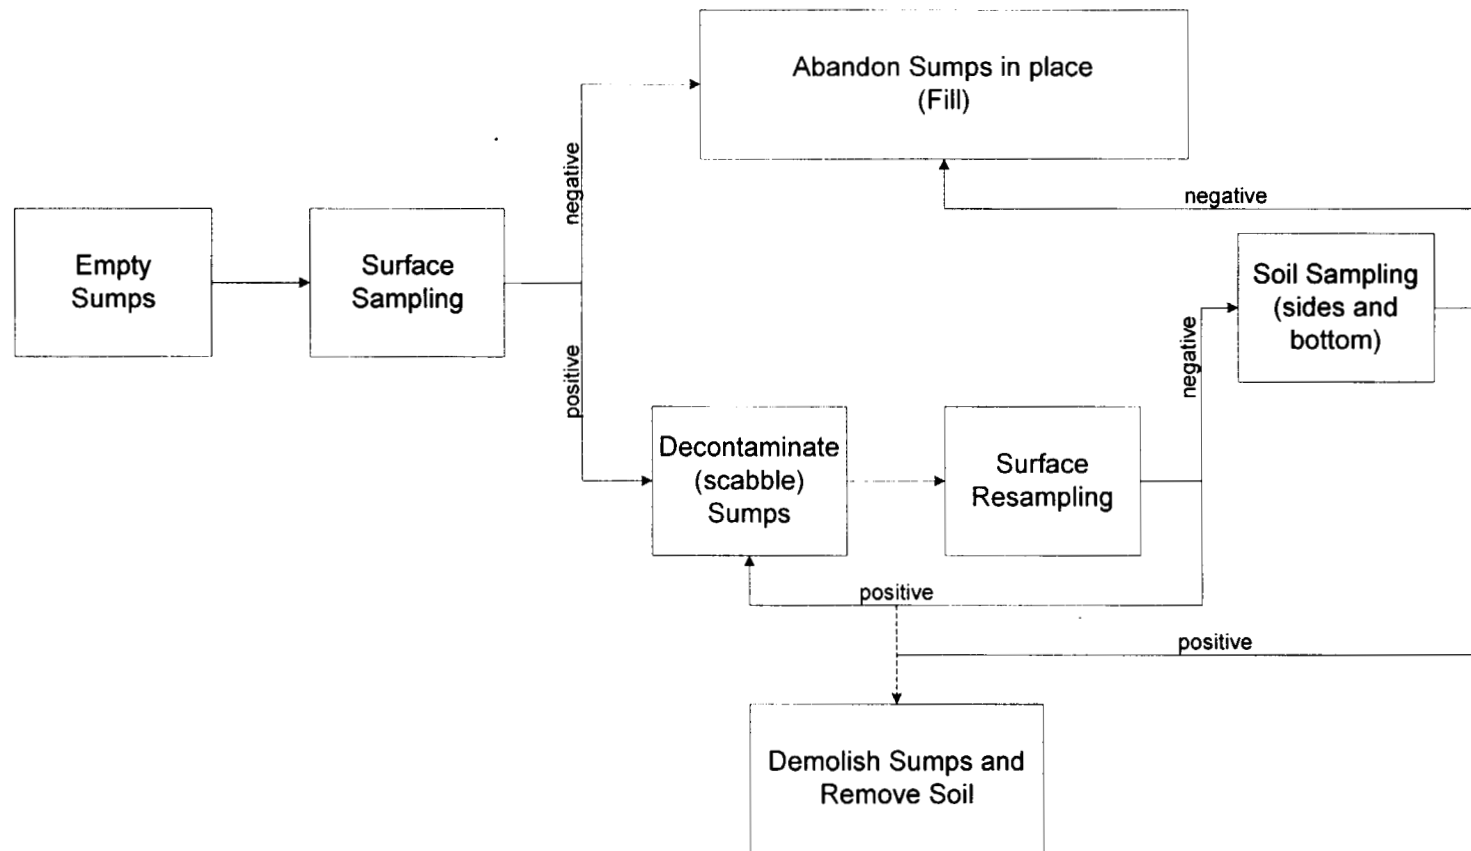 Abandon Sumps in place
(Fill)
negative
negative
Empty
Sumps
Surface
Sampling
Soil Sampling
(sides and
bottom)
positive
negative
Decontaminate
(scabble)
Sumps
Surface
Resampling
positive
positive
Demolish Sumps and
Remove Soil